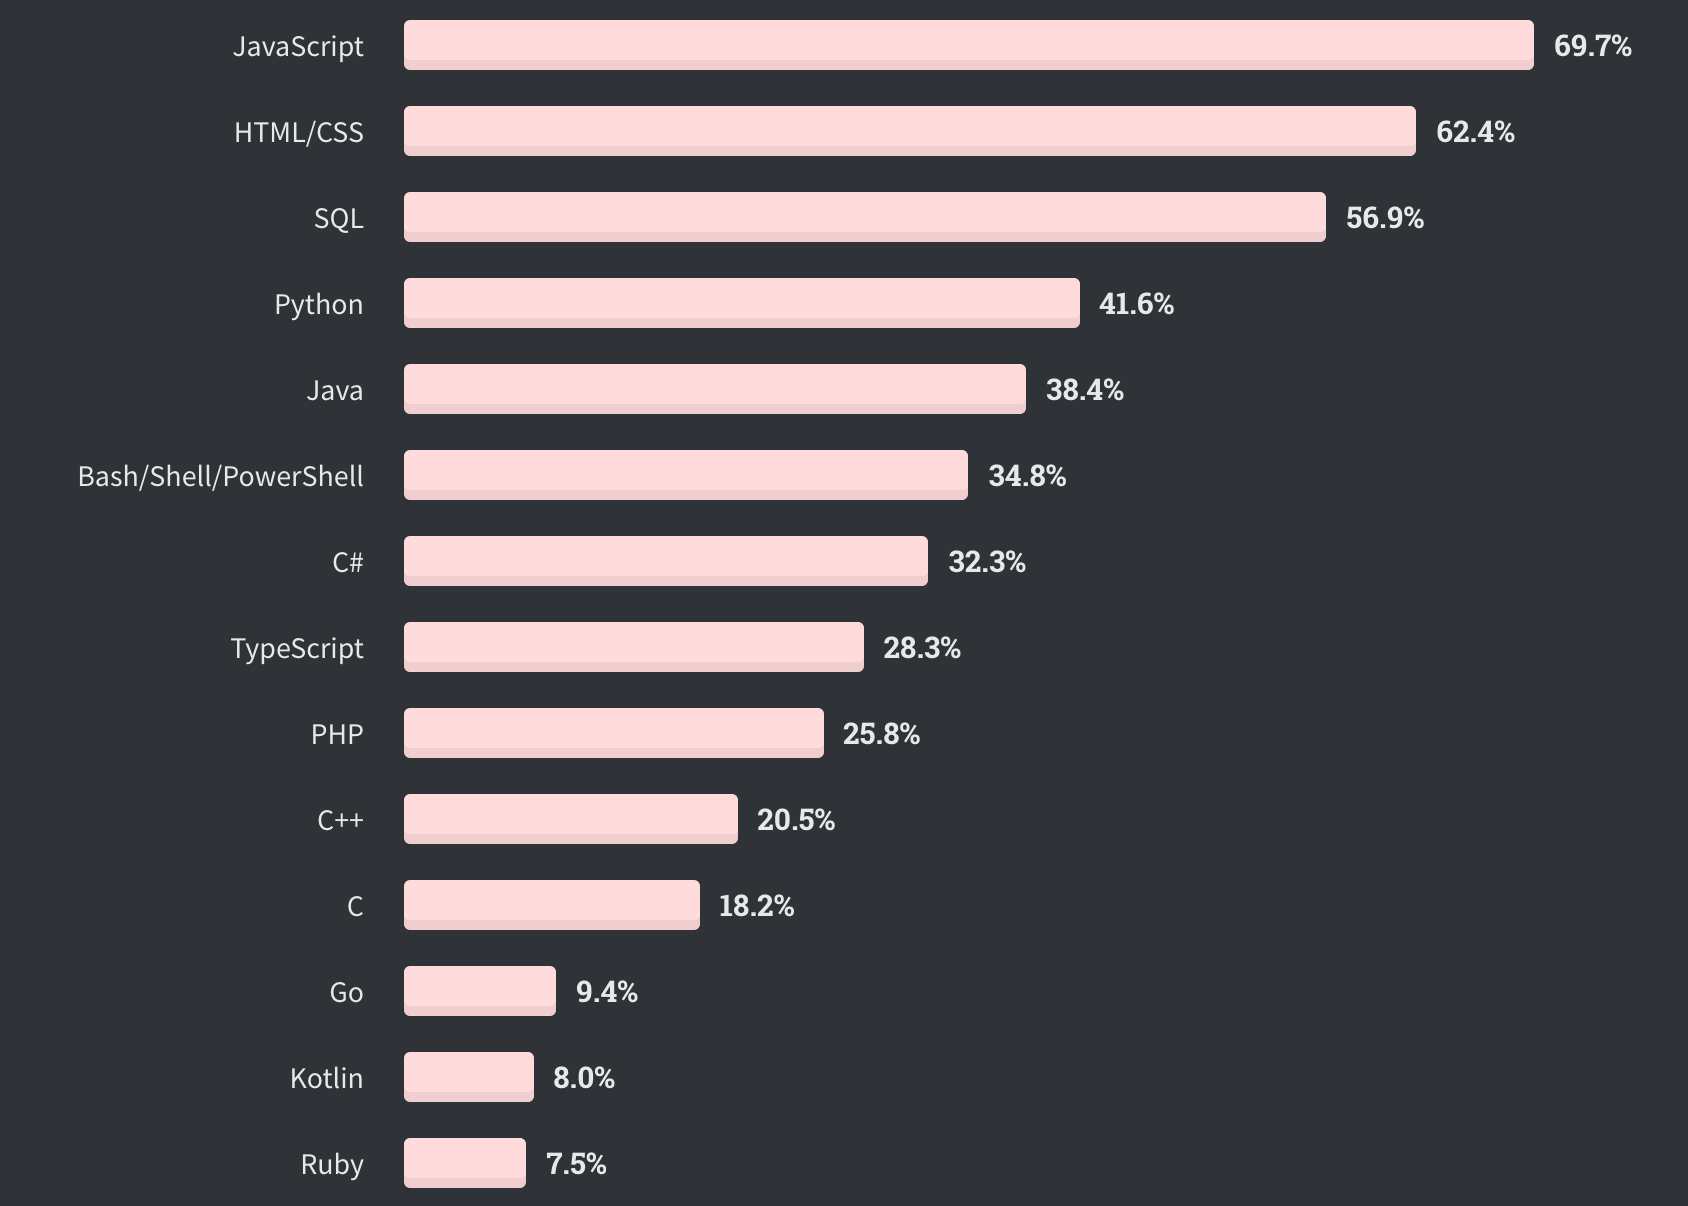 JavaScript 69.7%
HTML/CSS 62.4%
SQL 56.9%
Python 41.6%
Java 38.4%
Bash/Shell/PowerShell 34.8%
C# 32.3%
TypeScript 28.3%
PHP 25.8%
C++ 20.5%
C 18.2%
Go 9.4%
Kotlin 8.0%
Ruby 7.5%